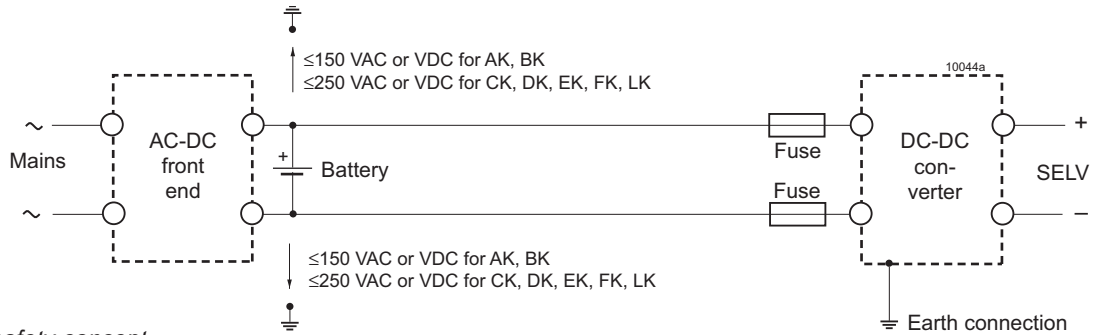 ≤150 VAC or VDC for AK, BK
≤250 VAC or VDC for CK, DK, EK, FK, LK
10044a
~
Mains
~
AC-DC
front
end
+
Battery
Fuse
Fuse
DC-DC
con-
verter
+
SELV
–
≤150 VAC or VDC for AK, BK
≤250 VAC or VDC for CK, DK, EK, FK, LK
Earth connection